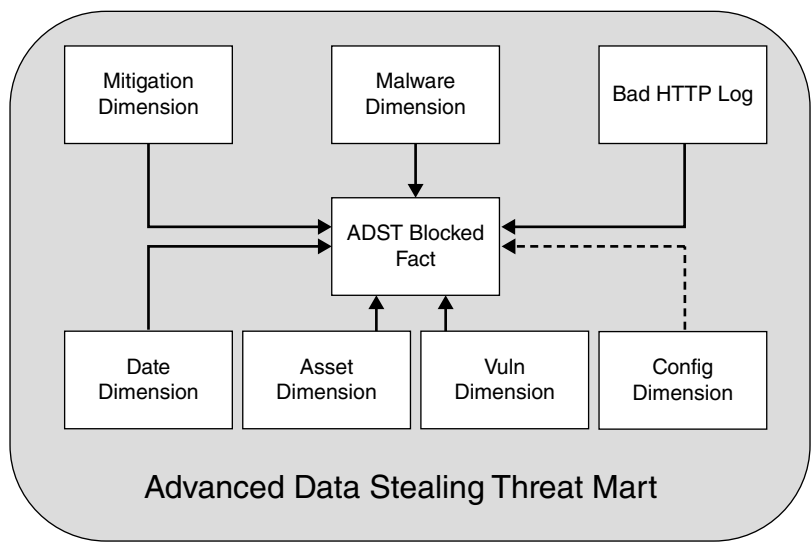 Mitigation
Dimension
Malware
Dimension
Bad HTTP Log
ADST Blocked
Fact
Date
Dimension
Asset
Dimension
Vuln
Dimension
Config
Dimension
Advanced Data Stealing Threat Mart